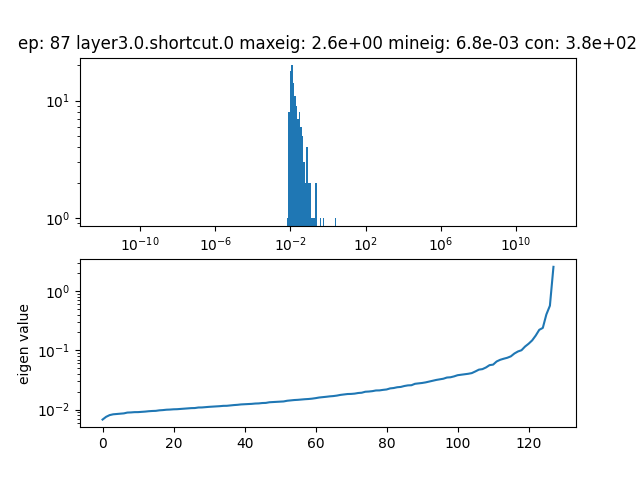 ep: 87 layer3.0.shortcut.0 maxeig: 2.6e+00 mineig: 6.8e-03 con: 3.8e+02
10¹
10⁰
10⁻¹⁰ 10⁻⁶ 10⁻² 10² 10⁶ 10¹⁰
eigen value
10⁰
10⁻¹
10⁻²
0 20 40 60 80 100 120